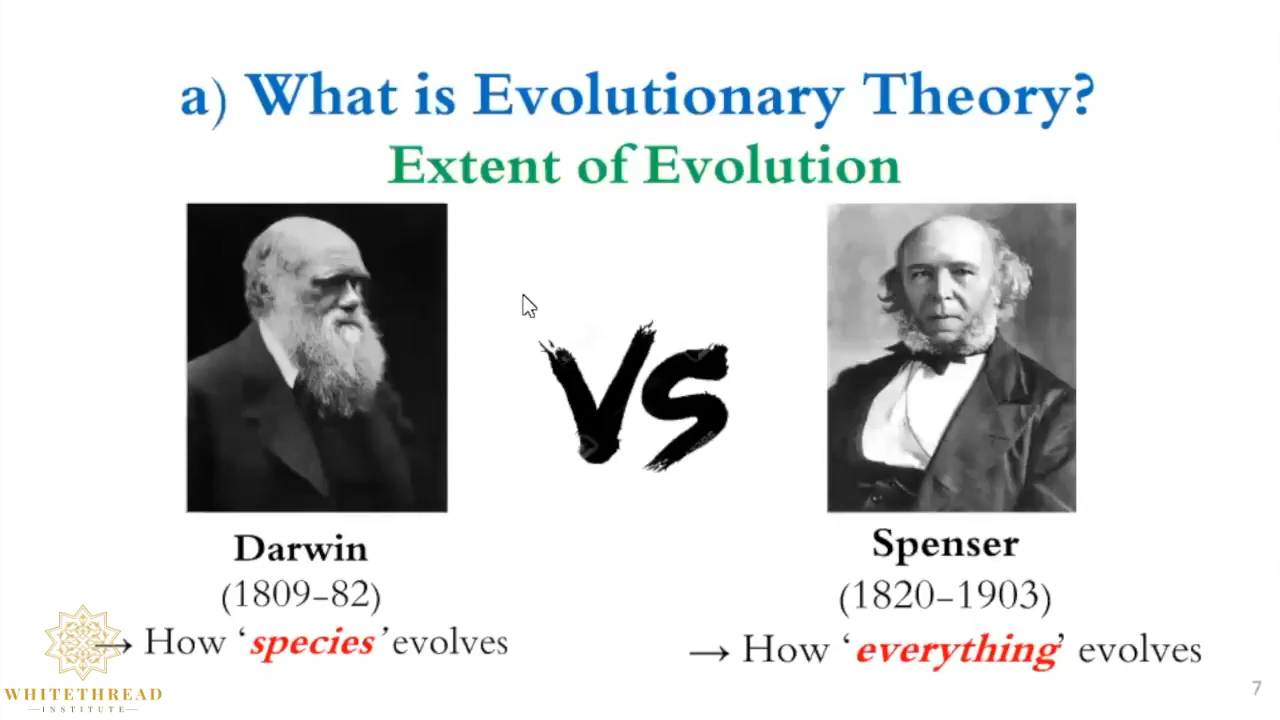 a) What is Evolutionary Theory?
Extent of Evolution
VS
Darwin
(1809–82)
→ How ‘species’ evolves
Spenser
(1820–1903)
→ How ‘everything’ evolves
WHITETHREAD
—INSTITUTE—
7